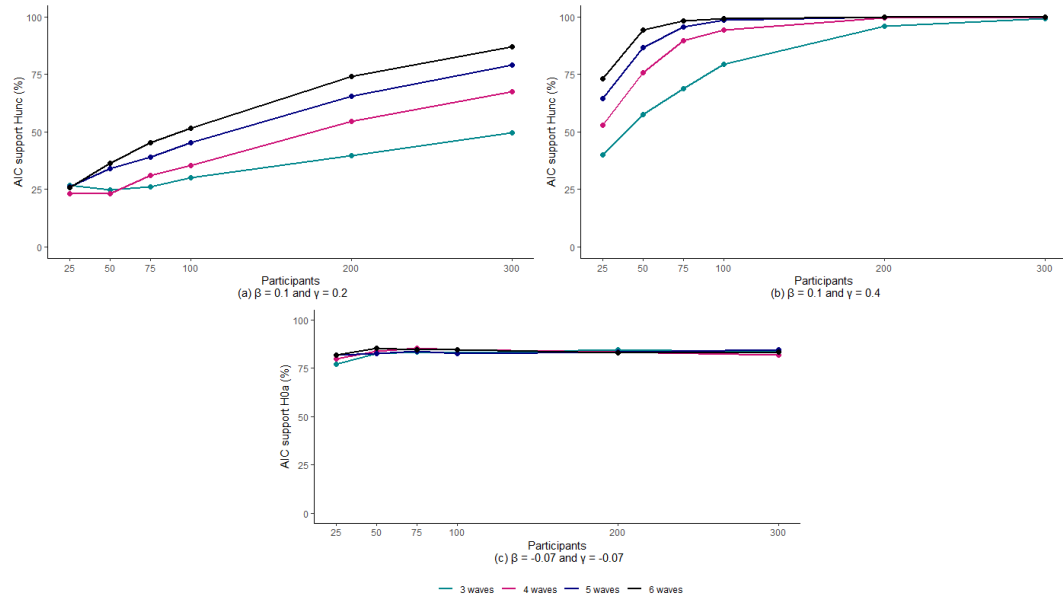 100
75
50
25
0
AIC support Hunc (%)
25 50 75 100 200 300
Participants
(a) β = 0.1 and γ = 0.2
100
75
50
25
0
AIC support Hunc (%)
25 50 75 100 200 300
Participants
(b) β = 0.1 and γ = 0.4
100
75
50
25
0
AIC support H0a (%)
25 50 75 100 200 300
Participants
(c) β = -0.07 and γ = -0.07
3 waves 4 waves 5 waves 6 waves